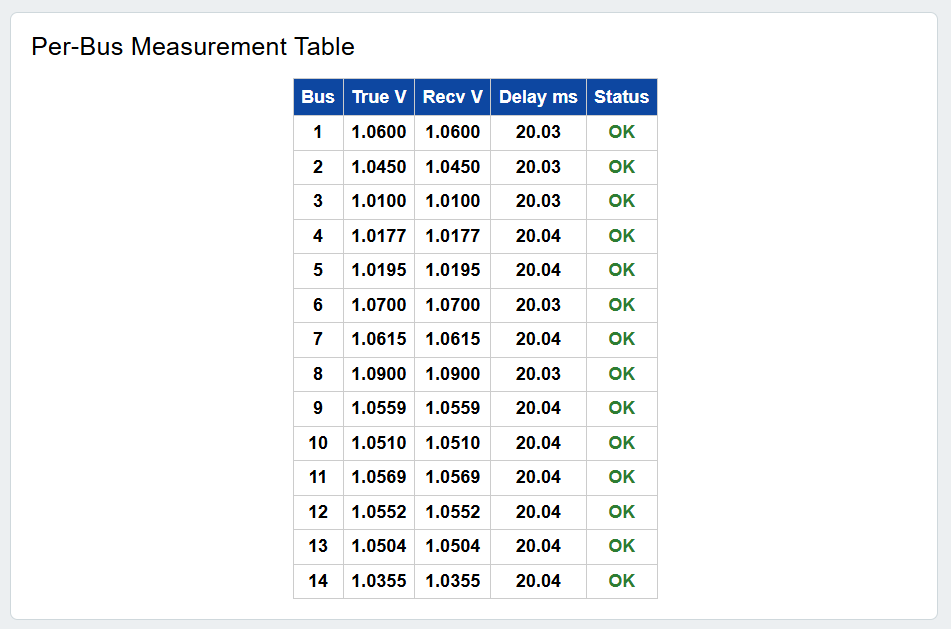 Per-Bus Measurement Table
Bus True V Recv V Delay ms Status
1 1.0600 1.0600 20.03 OK
2 1.0450 1.0450 20.03 OK
3 1.0100 1.0100 20.03 OK
4 1.0177 1.0177 20.04 OK
5 1.0195 1.0195 20.04 OK
6 1.0700 1.0700 20.03 OK
7 1.0615 1.0615 20.04 OK
8 1.0900 1.0900 20.03 OK
9 1.0559 1.0559 20.04 OK
10 1.0510 1.0510 20.04 OK
11 1.0569 1.0569 20.04 OK
12 1.0552 1.0552 20.04 OK
13 1.0504 1.0504 20.04 OK
14 1.0355 1.0355 20.04 OK